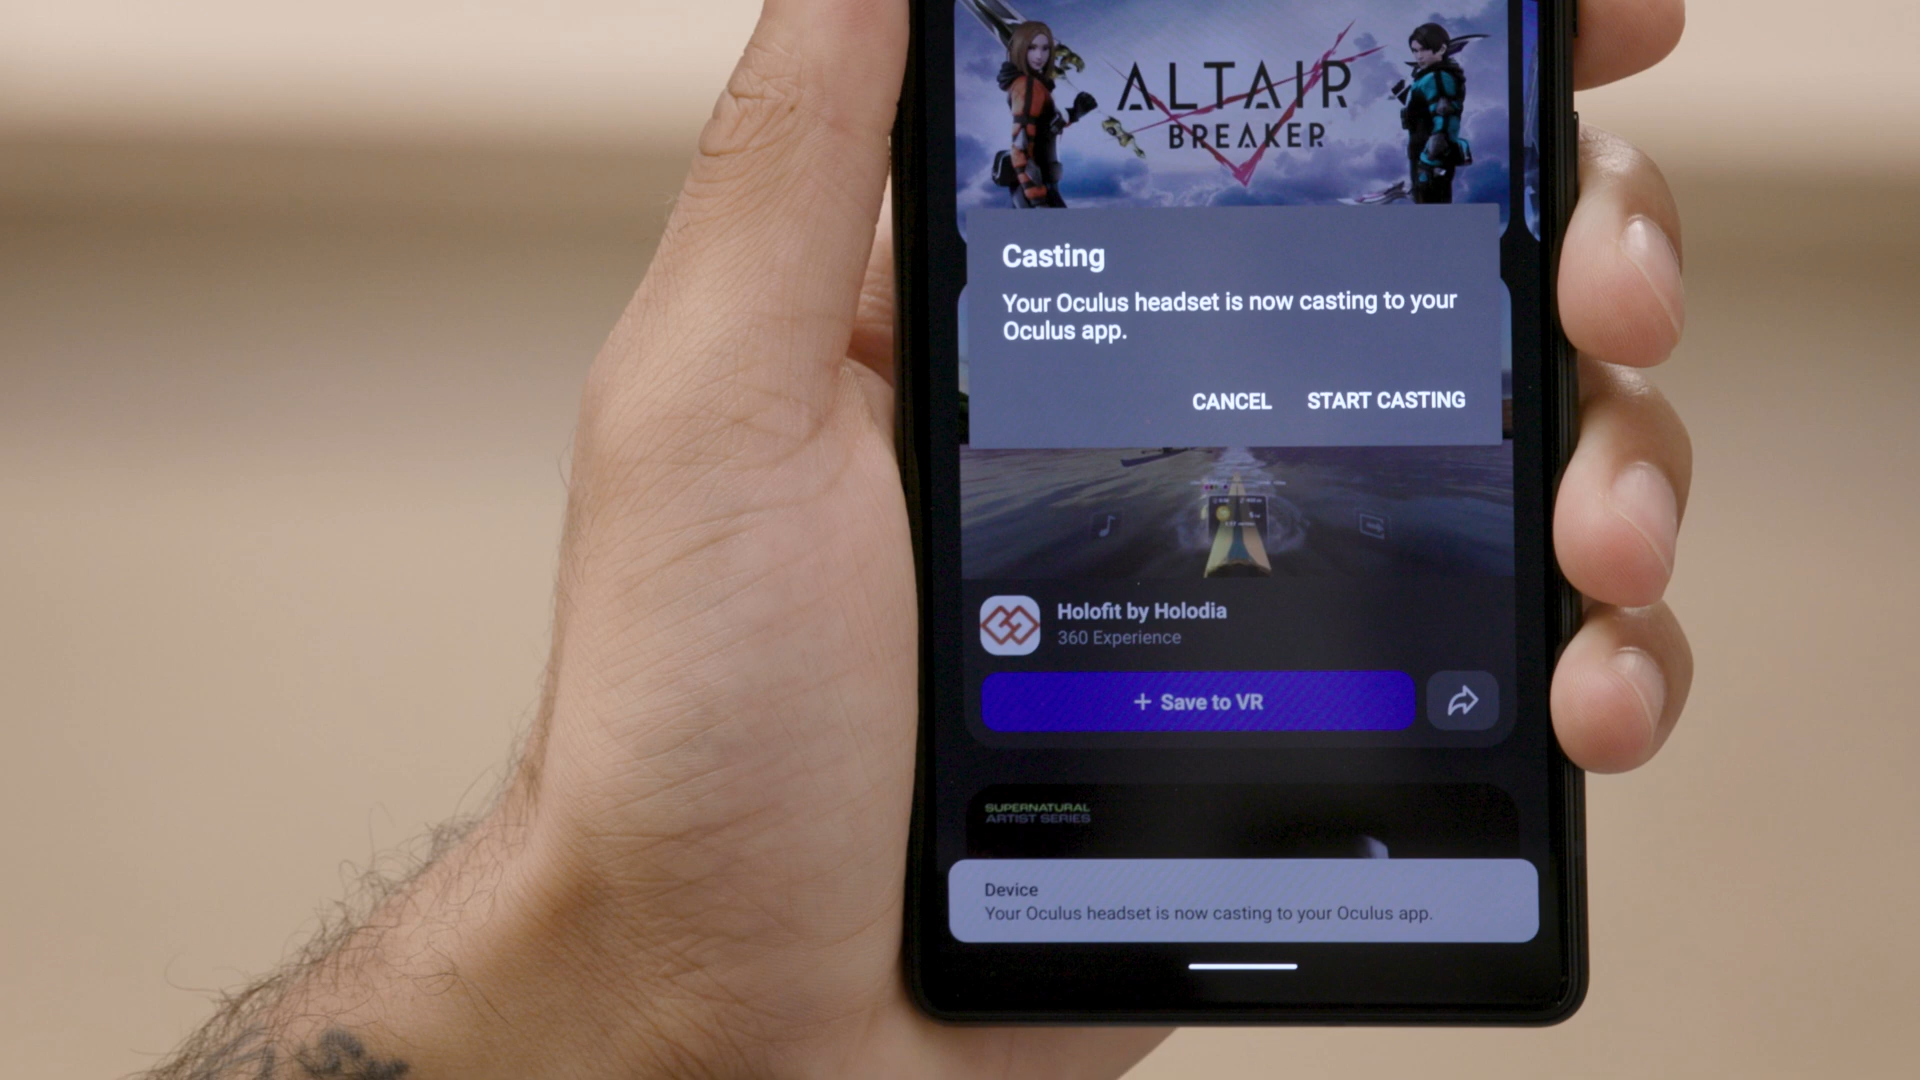 ALTAIR
BREAKER
Casting
Your Oculus headset is now casting to your
Oculus app.
CANCEL START CASTING
Holofit by Holodia
360 Experience
+ Save to VR
SUPERNATURAL
ARTIST SERIES
Device
Your Oculus headset is now casting to your Oculus app.